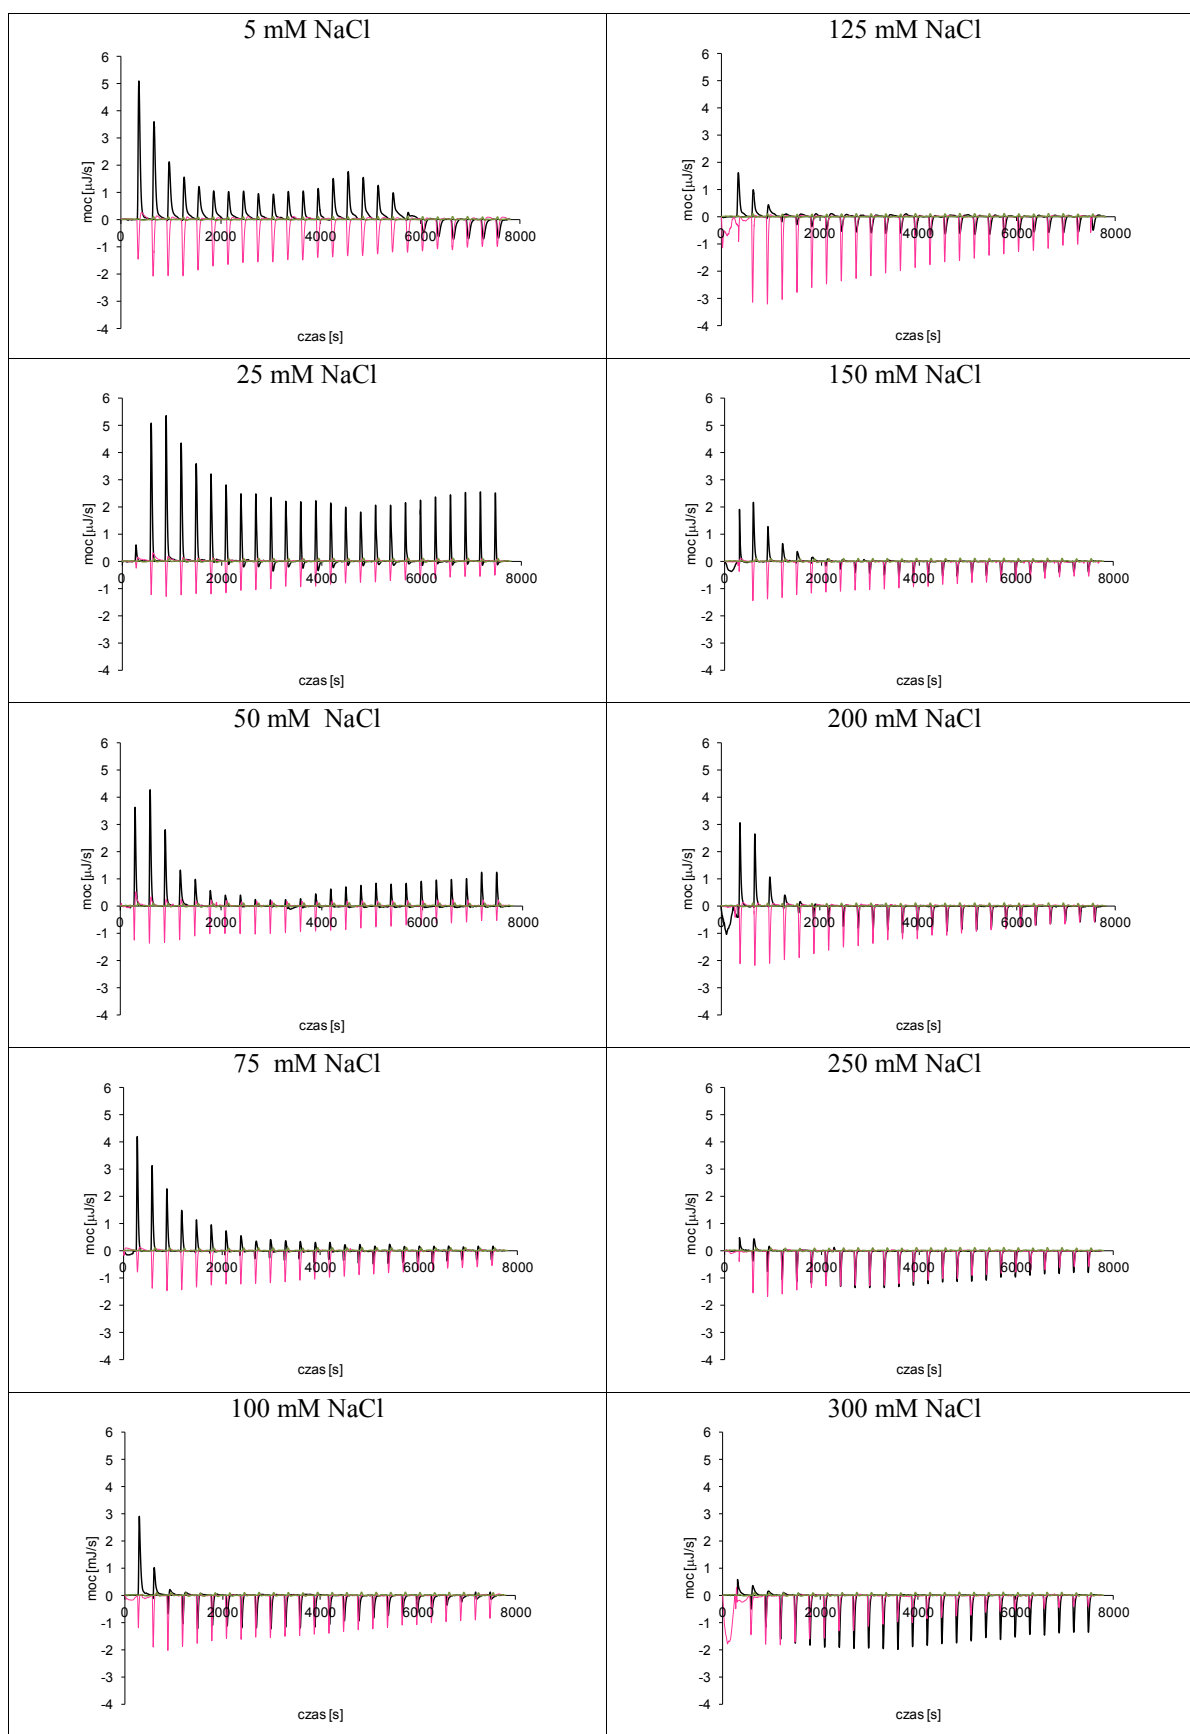 5 mM NaCl
6
5
4
3
2
1
0
-1
-2
-3
-4
0 2000 4000 6000 8000
moc [µJ/s]
czas [s]
125 mM NaCl
6
5
4
3
2
1
0
-1
-2
-3
-4
0 2000 4000 6000 8000
moc [µJ/s]
czas [s]
25 mM NaCl
6
5
4
3
2
1
0
-1
-2
-3
-4
0 2000 4000 6000 8000
moc [µJ/s]
czas [s]
150 mM NaCl
6
5
4
3
2
1
0
-1
-2
-3
-4
0 2000 4000 6000 8000
moc [µJ/s]
czas [s]
50 mM NaCl
6
5
4
3
2
1
0
-1
-2
-3
-4
0 2000 4000 6000 8000
moc [µJ/s]
czas [s]
200 mM NaCl
6
5
4
3
2
1
0
-1
-2
-3
-4
0 2000 4000 6000 8000
moc [µJ/s]
czas [s]
75 mM NaCl
6
5
4
3
2
1
0
-1
-2
-3
-4
0 2000 4000 6000 8000
moc [µJ/s]
czas [s]
250 mM NaCl
6
5
4
3
2
1
0
-1
-2
-3
-4
0 2000 4000 6000 8000
moc [µJ/s]
czas [s]
100 mM NaCl
6
5
4
3
2
1
0
-1
-2
-3
-4
0 2000 4000 6000 8000
moc [mJ/s]
czas [s]
300 mM NaCl
6
5
4
3
2
1
0
-1
-2
-3
-4
0 2000 4000 6000 8000
moc [µJ/s]
czas [s]